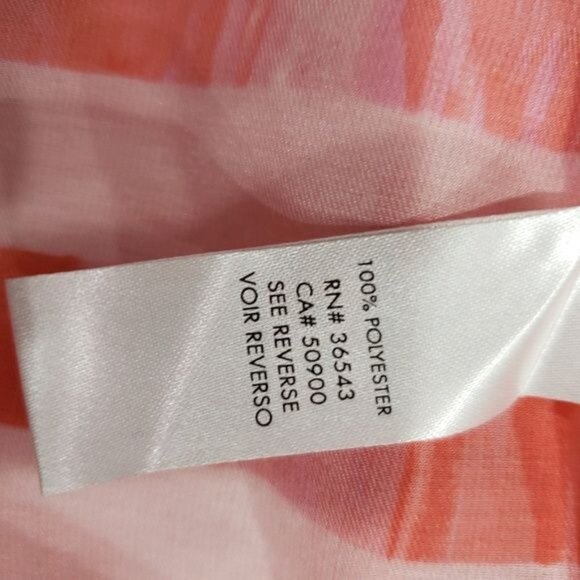 100% POLYESTER
RN# 36543
CA# 50900
SEE REVERSE
VOIR REVERSO